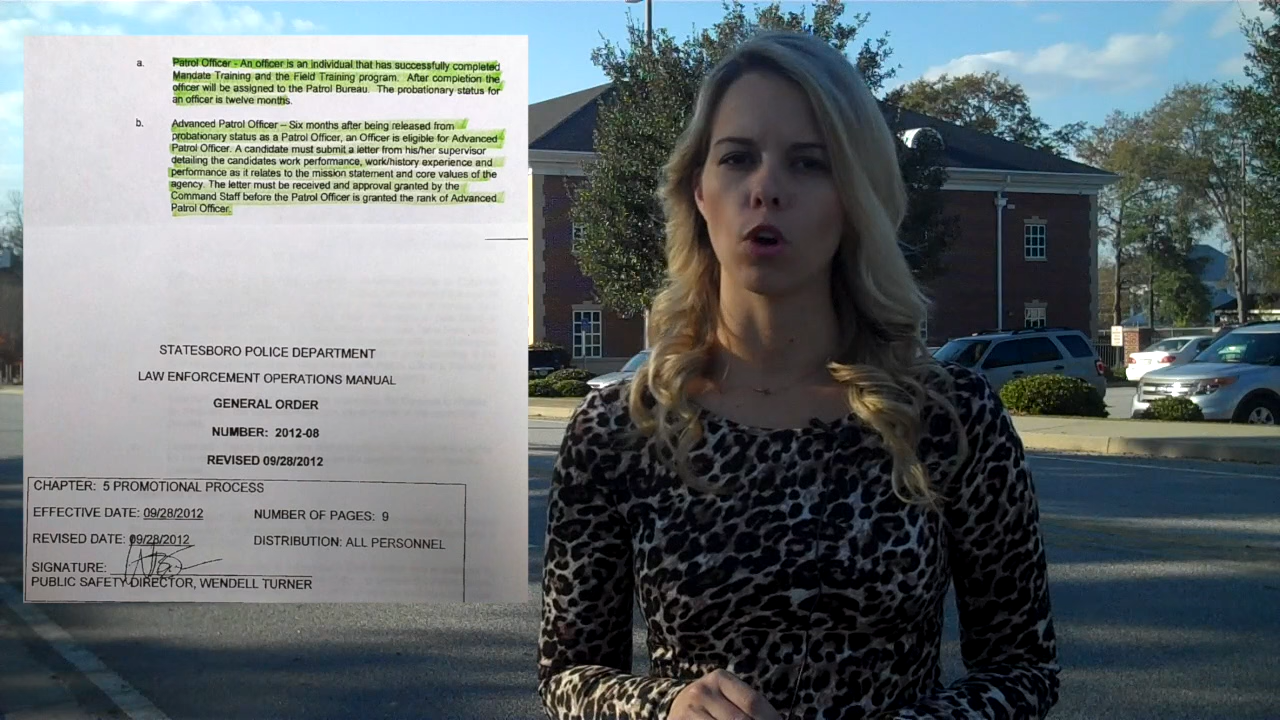 a. Patrol Officer - An officer is an individual that has successfully completed
Mandate Training and the Field Training program. After completion the
officer will be assigned to the Patrol Bureau. The probationary status for
an officer is twelve months.
b. Advanced Patrol Officer – Six months after being released from
probationary status as a Patrol Officer, an Officer is eligible for Advanced
Patrol Officer. A candidate must submit a letter from his/her supervisor
detailing the candidates work performance, work/history experience and
performance as it relates to the mission statement and core values of the
agency. The letter must be received and approval granted by the
Command Staff before the Patrol Officer is granted the rank of Advanced
Patrol Officer.
STATESBORO POLICE DEPARTMENT
LAW ENFORCEMENT OPERATIONS MANUAL
GENERAL ORDER
NUMBER: 2012-08
REVISED 09/28/2012
CHAPTER: 5 PROMOTIONAL PROCESS
EFFECTIVE DATE: 09/28/2012 NUMBER OF PAGES: 9
REVISED DATE: 09/28/2012 DISTRIBUTION: ALL PERSONNEL
SIGNATURE:
PUBLIC SAFETY DIRECTOR, WENDELL TURNER